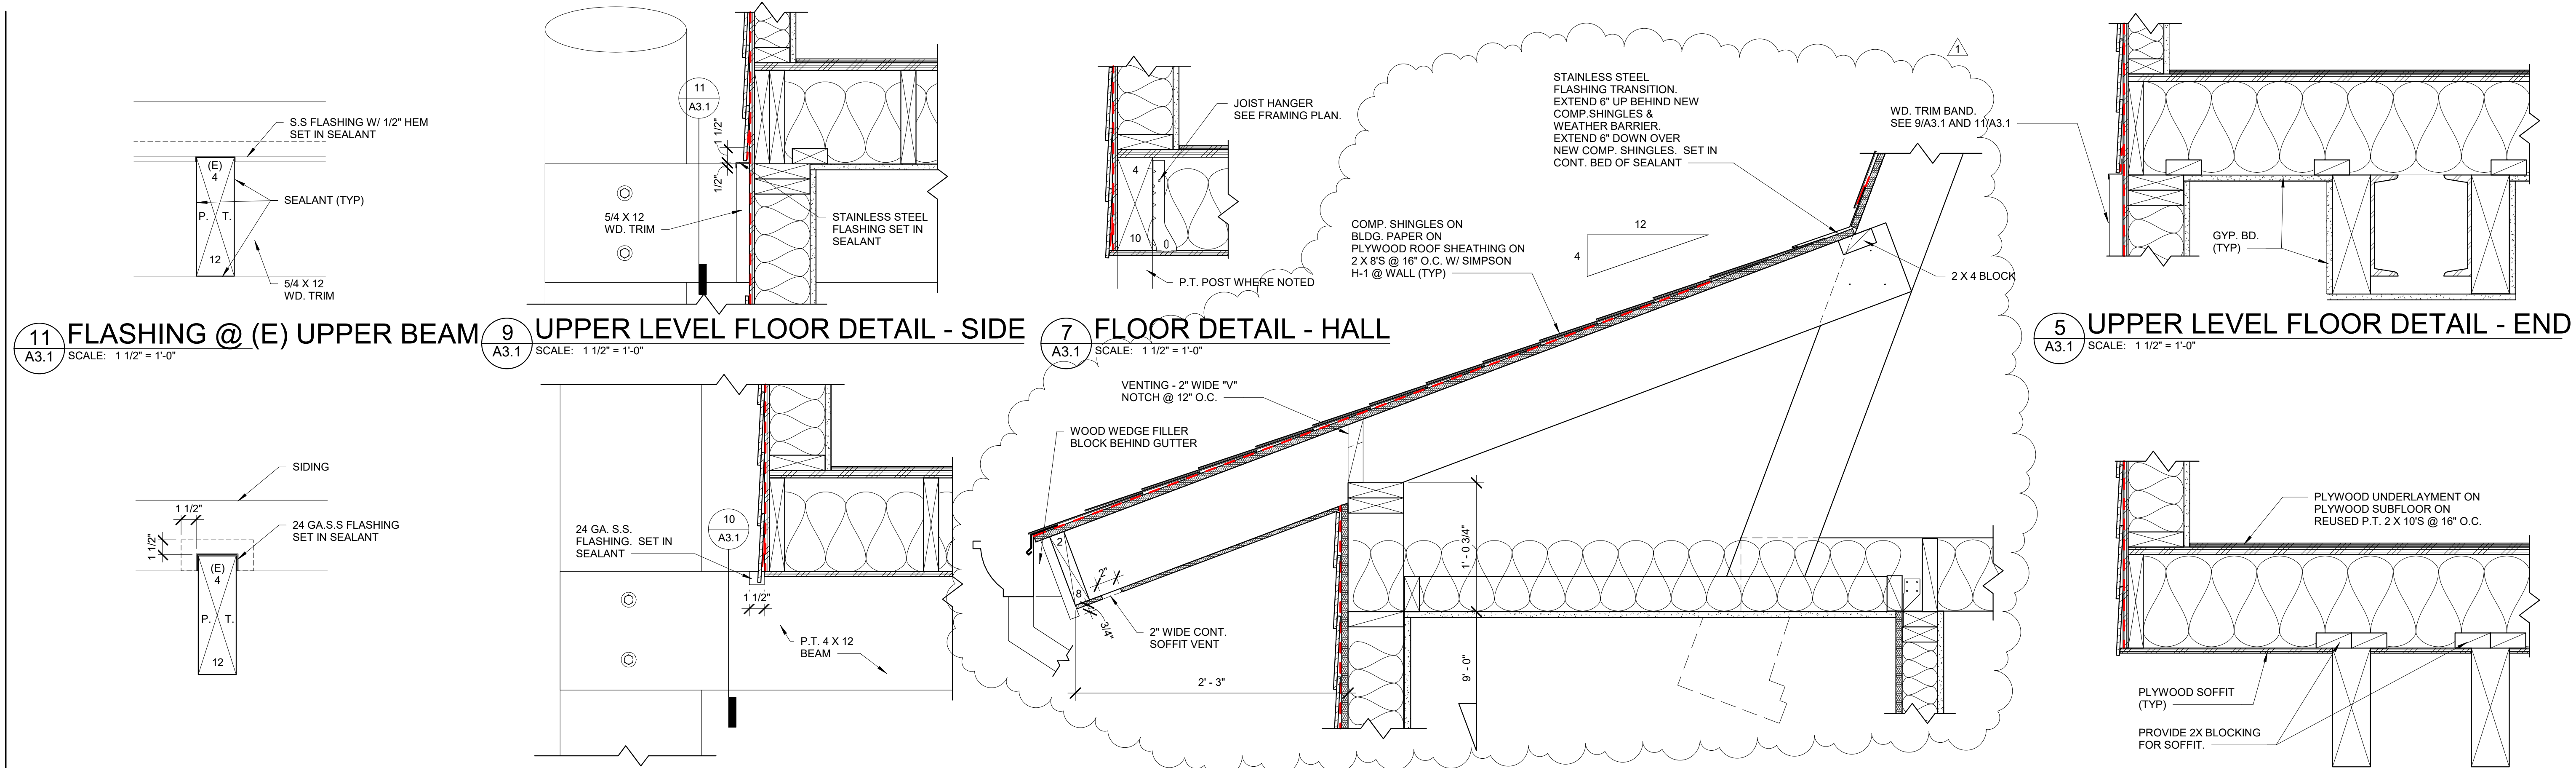 S.S FLASHING W/ 1/2" HEM
SET IN SEALANT
(E)
4
P. T.
12
SEALANT (TYP)
5/4 X 12
WD. TRIM
11
A3.1
FLASHING @ (E) UPPER BEAM
SCALE: 1 1/2" = 1'-0"
11
A3.1
1 1/2"
1/2"
5/4 X 12
WD. TRIM
STAINLESS STEEL
FLASHING SET IN
SEALANT
9
A3.1
UPPER LEVEL FLOOR DETAIL - SIDE
SCALE: 1 1/2" = 1'-0"
JOIST HANGER
SEE FRAMING PLAN.
4
10
P.T. POST WHERE NOTED
7
A3.1
FLOOR DETAIL - HALL
SCALE: 1 1/2" = 1'-0"
1
STAINLESS STEEL
FLASHING TRANSITION.
EXTEND 6" UP BEHIND NEW
COMP.SHINGLES &
WEATHER BARRIER.
EXTEND 6" DOWN OVER
NEW COMP. SHINGLES. SET IN
CONT. BED OF SEALANT
COMP. SHINGLES ON
BLDG. PAPER ON
PLYWOOD ROOF SHEATHING ON
2 X 8'S @ 16" O.C. W/ SIMPSON
H-1 @ WALL (TYP)
12
4
2 X 4 BLOCK
VENTING - 2" WIDE "V"
NOTCH @ 12" O.C.
WOOD WEDGE FILLER
BLOCK BEHIND GUTTER
2
8
2"
3/4"
2" WIDE CONT.
SOFFIT VENT
2' - 3"
1' - 0 3/4"
9' - 0"
WD. TRIM BAND.
SEE 9/A3.1 AND 11/A3.1
GYP. BD.
(TYP)
5
A3.1
UPPER LEVEL FLOOR DETAIL - END
SCALE: 1 1/2" = 1'-0"
SIDING
1 1/2"
1 1/2"
24 GA.S.S FLASHING
SET IN SEALANT
(E)
4
P. T.
12
24 GA. S.S.
FLASHING. SET IN
SEALANT
10
A3.1
1 1/2"
P.T. 4 X 12
BEAM
PLYWOOD UNDERLAYMENT ON
PLYWOOD SUBFLOOR ON
REUSED P.T. 2 X 10'S @ 16" O.C.
PLYWOOD SOFFIT
(TYP)
PROVIDE 2X BLOCKING
FOR SOFFIT.